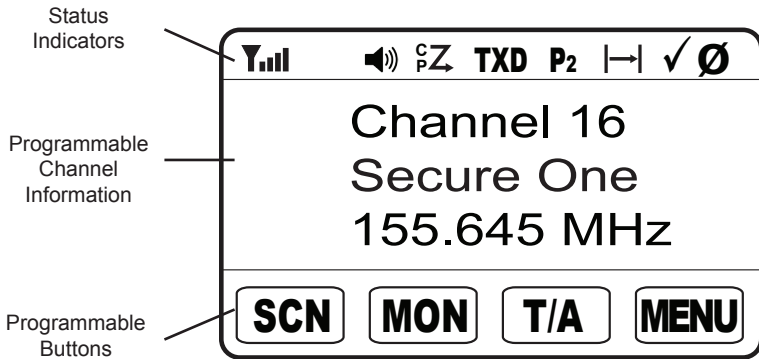 Status
Indicators
CPZ TXD P2 Ø
Programmable
Channel
Information
Channel 16
Secure One
155.645 MHz
Programmable
Buttons
SCN MON T/A MENU